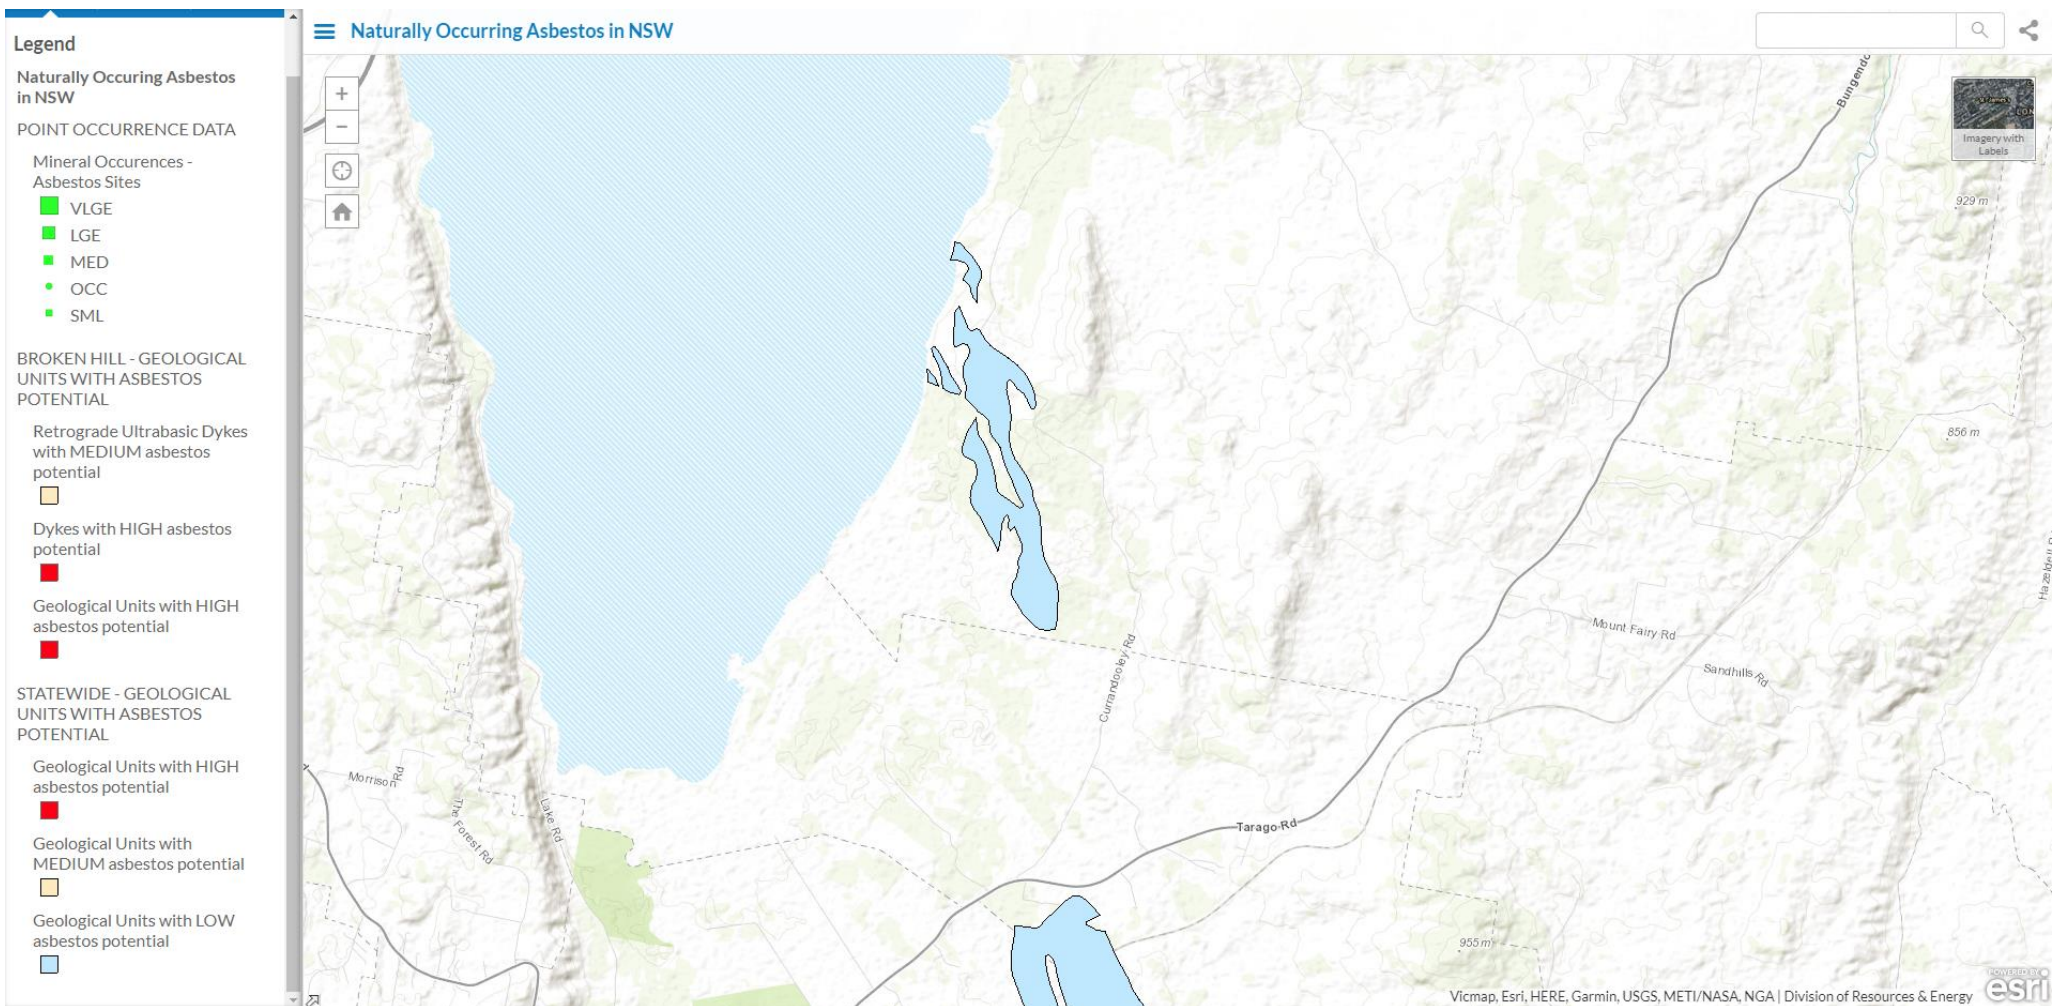 Legend
Naturally Occuring Asbestos
in NSW
POINT OCCURRENCE DATA
Mineral Occurences -
Asbestos Sites
VLGE
LGE
MED
OCC
SML
BROKEN HILL - GEOLOGICAL
UNITS WITH ASBESTOS
POTENTIAL
Retrograde Ultrabasic Dykes
with MEDIUM asbestos
potential
Dykes with HIGH asbestos
potential
Geological Units with HIGH
asbestos potential
STATEWIDE - GEOLOGICAL
UNITS WITH ASBESTOS
POTENTIAL
Geological Units with HIGH
asbestos potential
Geological Units with
MEDIUM asbestos potential
Geological Units with LOW
asbestos potential
Naturally Occurring Asbestos in NSW
+
−
Imagery with
Labels
Bungendo
929 m
856 m
Mount Fairy Rd
Sandhills Rd
Currandooley Rd
Tarago Rd
Morrison Rd
The Forest Rd
Lake Rd
955 m
POWERED BY
esri
Vicmap, Esri, HERE, Garmin, USGS, METI/NASA, NGA | Division of Resources & Energy